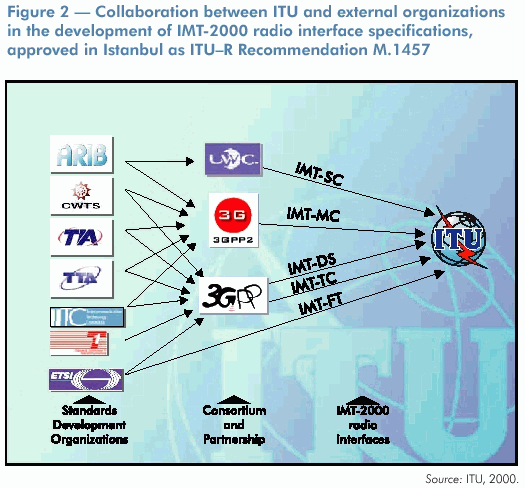 Figure 2 — Collaboration between ITU and external organizations
in the development of IMT-2000 radio interface specifications,
approved in Istanbul as ITU–R Recommendation M.1457
ARIB
CWTS
TIA
TTA
TTC
T
ETSI
UWC.
3G
3GPP2
3GPP
IMT-SC
IMT-MC
IMT-DS
IMT-TC
IMT-FT
ITU
Standards
Development
Organizations
Consortium
and
Partnership
IMT-2000
radio
interfaces
Source: ITU, 2000.